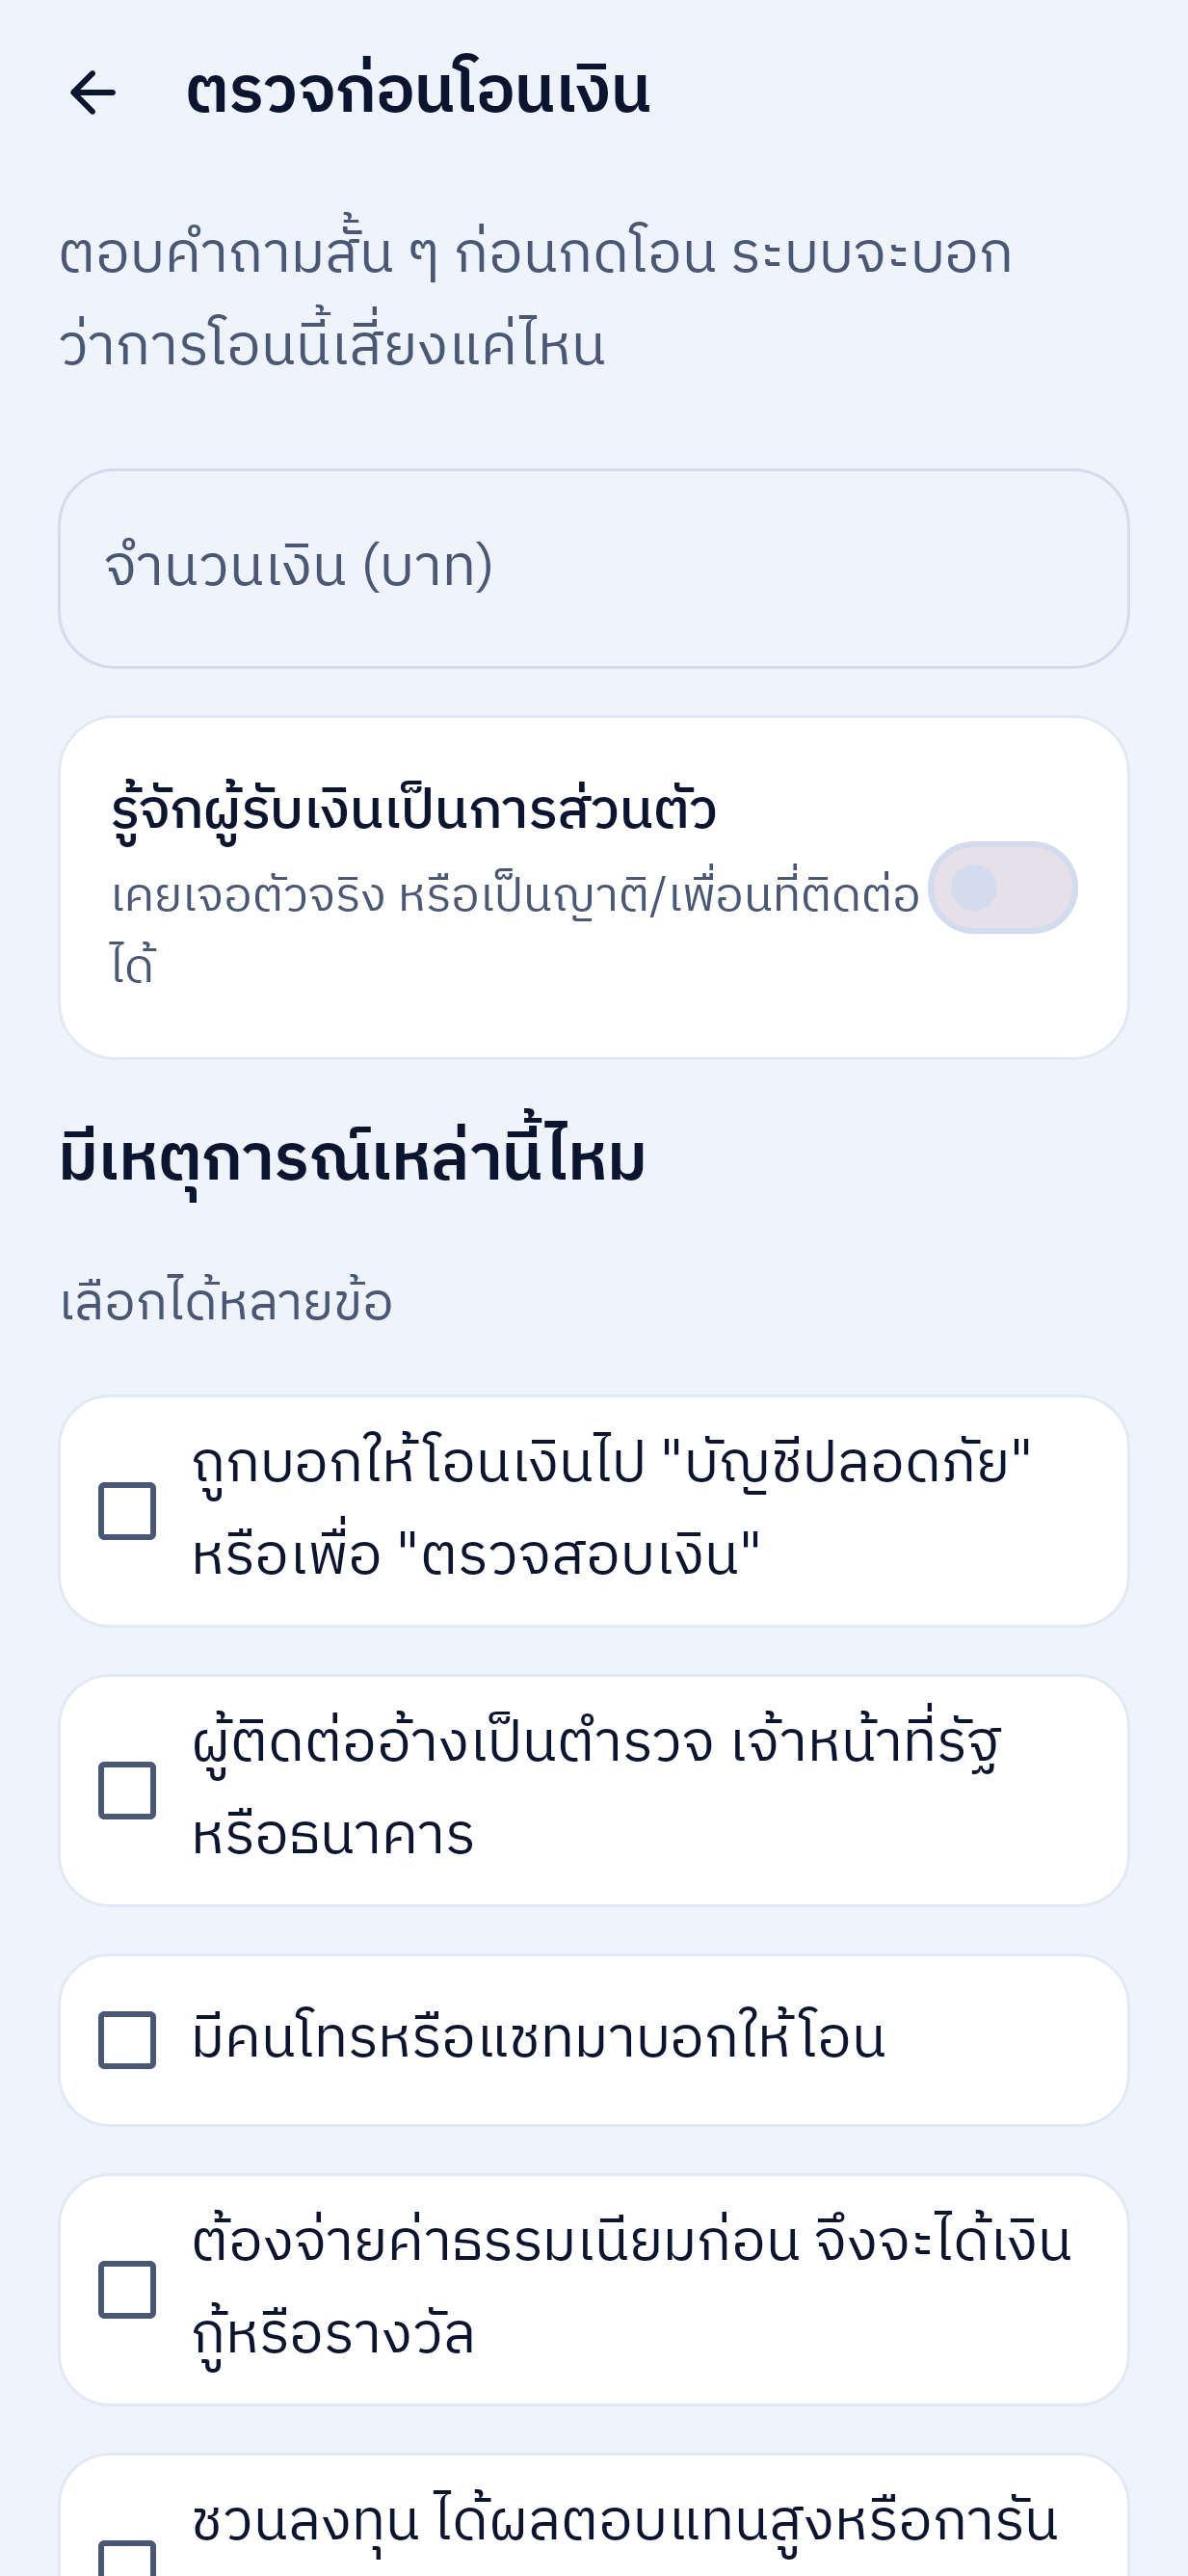 ตรวจก่อนโอนเงิน
ตอบคำถามสั้น ๆ ก่อนกดโอน ระบบจะบอก
ว่าการโอนนี้เสี่ยงแค่ไหน
จำนวนเงิน (บาท)
รู้จักผู้รับเงินเป็นการส่วนตัว
เคยเจอตัวจริง หรือเป็นญาติ/เพื่อนที่ติดต่อ
ได้
มีเหตุการณ์เหล่านี้ไหม
เลือกได้หลายข้อ
ถูกบอกให้โอนเงินไป "บัญชีปลอดภัย"
หรือเพื่อ "ตรวจสอบเงิน"
ผู้ติดต่ออ้างเป็นตำรวจ เจ้าหน้าที่รัฐ
หรือธนาคาร
มีคนโทรหรือแชทมาบอกให้โอน
ต้องจ่ายค่าธรรมเนียมก่อน จึงจะได้เงิน
กู้หรือรางวัล
ชวนลงทุน ได้ผลตอบแทนสูงหรือการัน